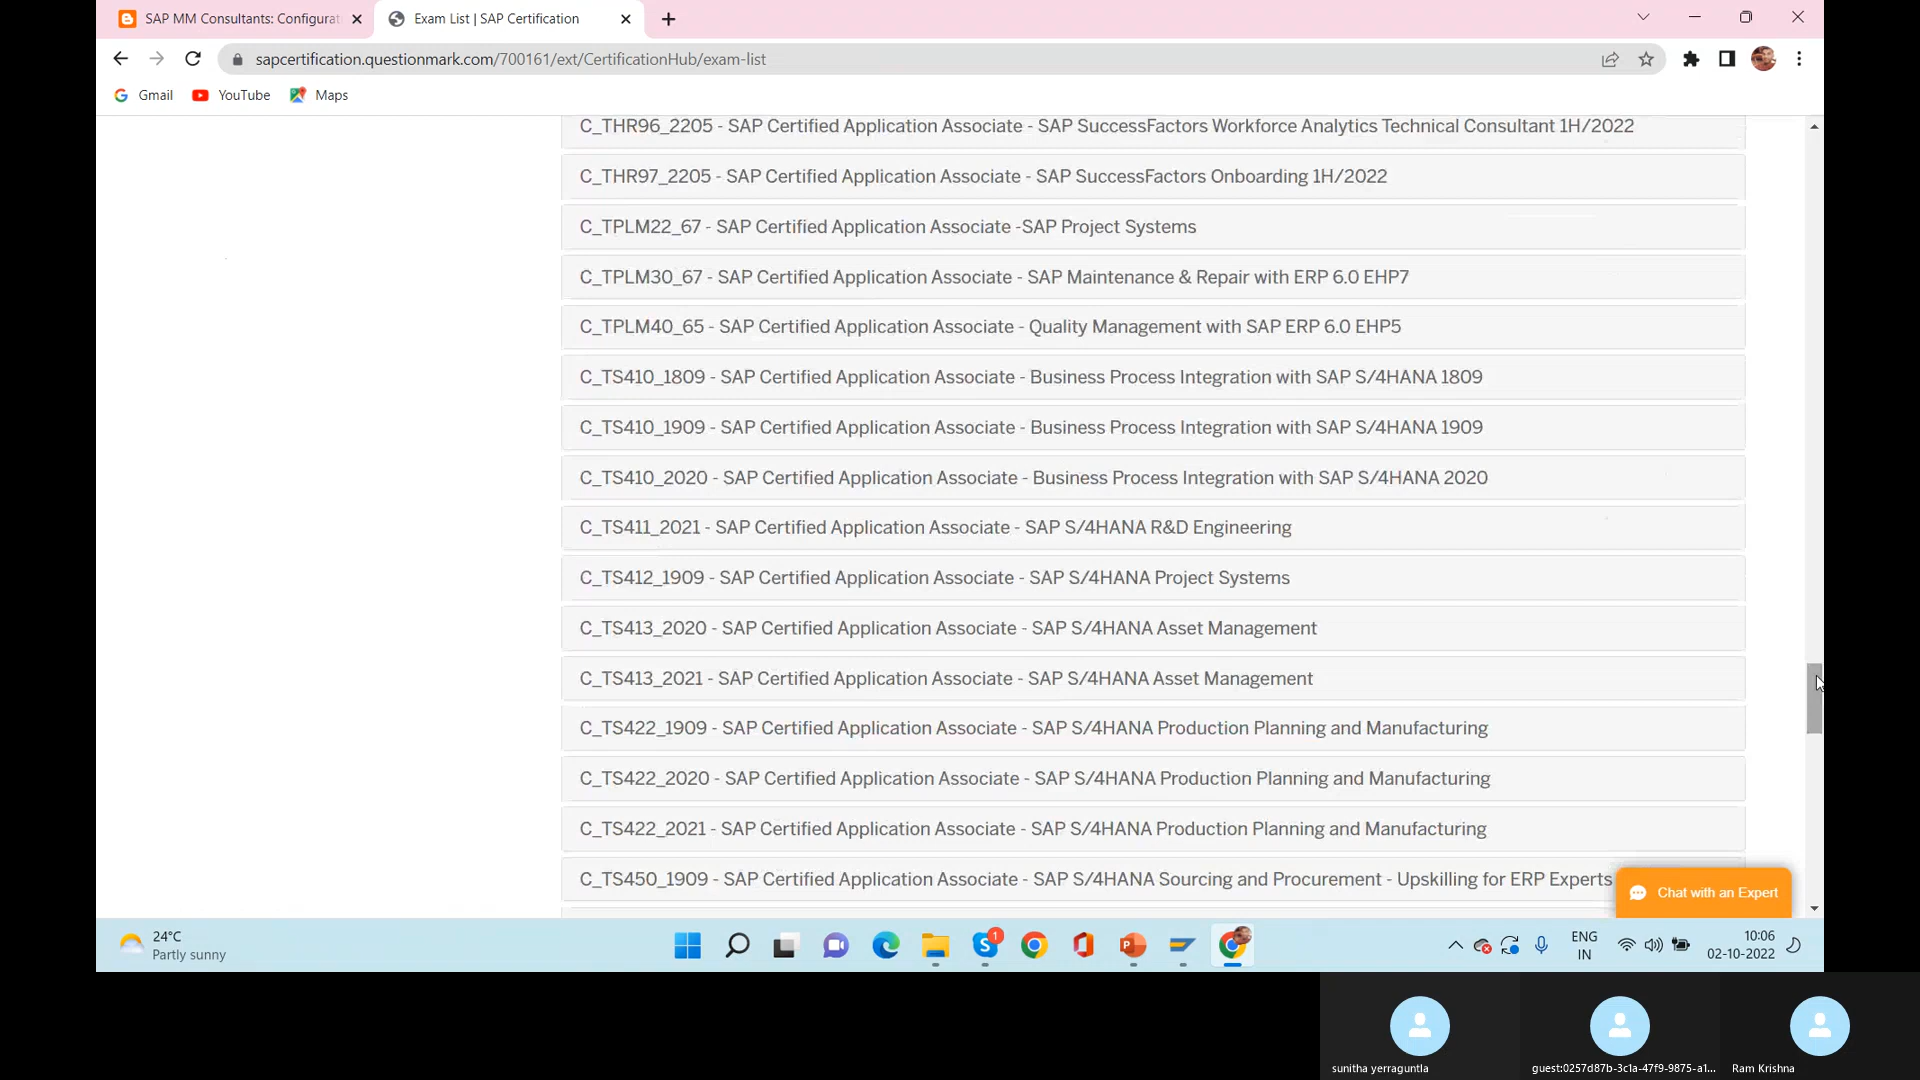 SAP MM Consultants: Configurat
Exam List | SAP Certification
sapcertification.questionmark.com/700161/ext/CertificationHub/exam-list
Gmail
YouTube
Maps
C_THR96_2205 - SAP Certified Application Associate - SAP SuccessFactors Workforce Analytics Technical Consultant 1H/2022
C_THR97_2205 - SAP Certified Application Associate - SAP SuccessFactors Onboarding 1H/2022
C_TPLM22_67 - SAP Certified Application Associate -SAP Project Systems
C_TPLM30_67 - SAP Certified Application Associate - SAP Maintenance & Repair with ERP 6.0 EHP7
C_TPLM40_65 - SAP Certified Application Associate - Quality Management with SAP ERP 6.0 EHP5
C_TS410_1809 - SAP Certified Application Associate - Business Process Integration with SAP S/4HANA 1809
C_TS410_1909 - SAP Certified Application Associate - Business Process Integration with SAP S/4HANA 1909
C_TS410_2020 - SAP Certified Application Associate - Business Process Integration with SAP S/4HANA 2020
C_TS411_2021 - SAP Certified Application Associate - SAP S/4HANA R&D Engineering
C_TS412_1909 - SAP Certified Application Associate - SAP S/4HANA Project Systems
C_TS413_2020 - SAP Certified Application Associate - SAP S/4HANA Asset Management
C_TS413_2021 - SAP Certified Application Associate - SAP S/4HANA Asset Management
C_TS422_1909 - SAP Certified Application Associate - SAP S/4HANA Production Planning and Manufacturing
C_TS422_2020 - SAP Certified Application Associate - SAP S/4HANA Production Planning and Manufacturing
C_TS422_2021 - SAP Certified Application Associate - SAP S/4HANA Production Planning and Manufacturing
C_TS450_1909 - SAP Certified Application Associate - SAP S/4HANA Sourcing and Procurement - Upskilling for ERP Experts
Chat with an Expert
24°C
Partly sunny
1
ENG
IN
10:06
02-10-2022
sunitha yerraguntla
guest:0257d87b-3c1a-47f9-9875-a1...
Ram Krishna